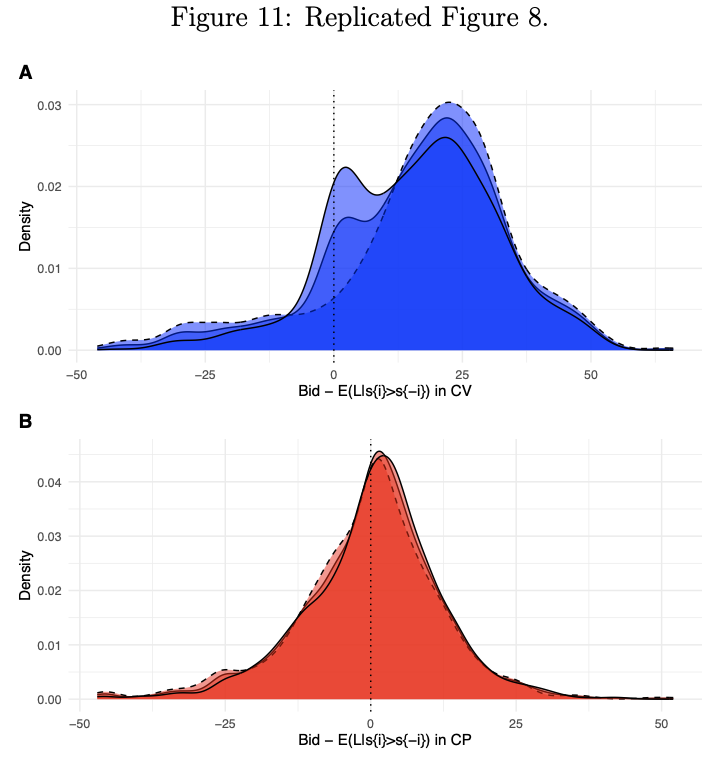 Figure 11: Replicated Figure 8.
A
0.03
0.02
0.01
0.00
Density
−50 −25 0 25 50
Bid − E(L|s{i}>s{−i}) in CV
B
0.04
0.03
0.02
0.01
0.00
Density
−50 −25 0 25 50
Bid − E(L|s{i}>s{−i}) in CP